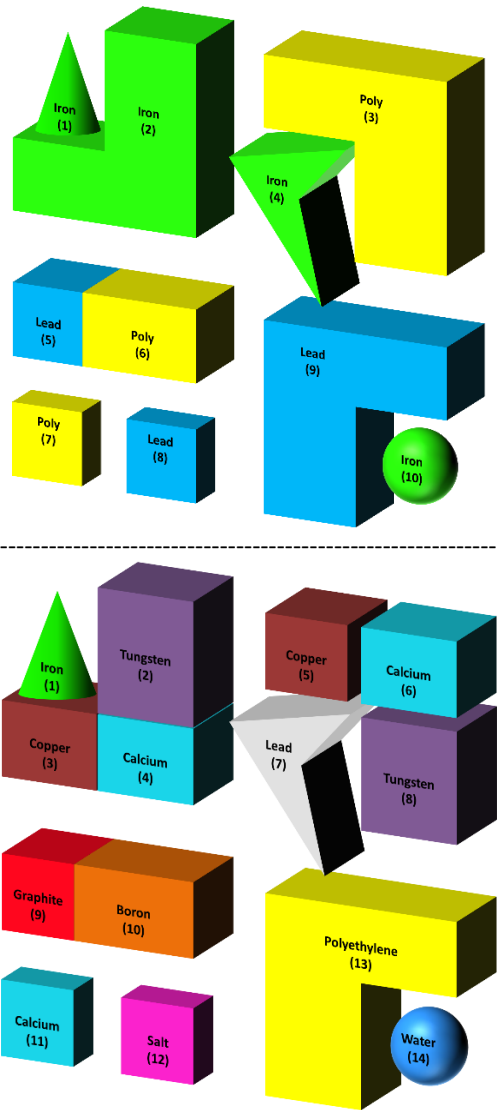 Iron
(1)
Iron
(2)
Poly
(3)
Iron
(4)
Lead
(5)
Poly
(6)
Poly
(7)
Lead
(8)
Lead
(9)
Iron
(10)
Iron
(1)
Tungsten
(2)
Copper
(3)
Calcium
(4)
Copper
(5)
Calcium
(6)
Lead
(7)
Tungsten
(8)
Graphite
(9)
Boron
(10)
Calcium
(11)
Salt
(12)
Polyethylene
(13)
Water
(14)